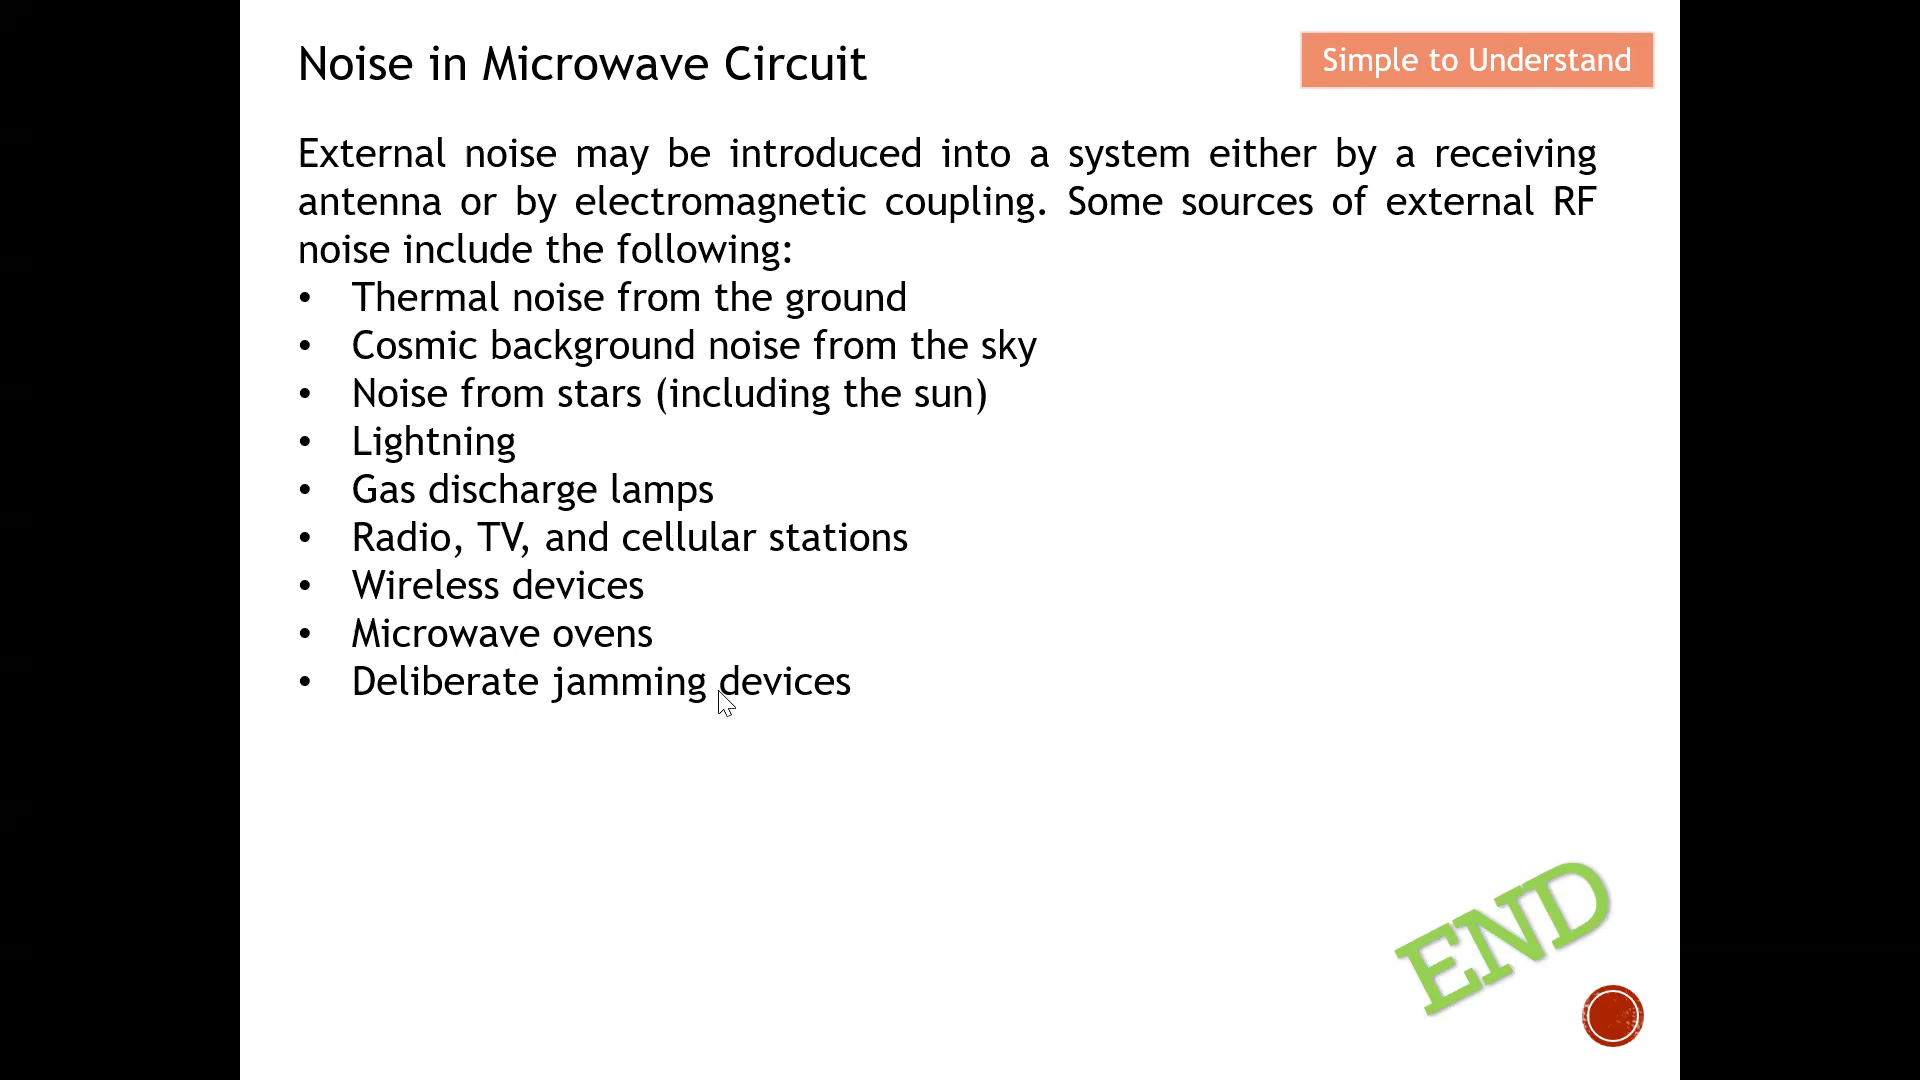 Noise in Microwave Circuit
Simple to Understand
External noise may be introduced into a system either by a receiving
antenna or by electromagnetic coupling. Some sources of external RF
noise include the following:
• Thermal noise from the ground
• Cosmic background noise from the sky
• Noise from stars (including the sun)
• Lightning
• Gas discharge lamps
• Radio, TV, and cellular stations
• Wireless devices
• Microwave ovens
• Deliberate jamming devices
END